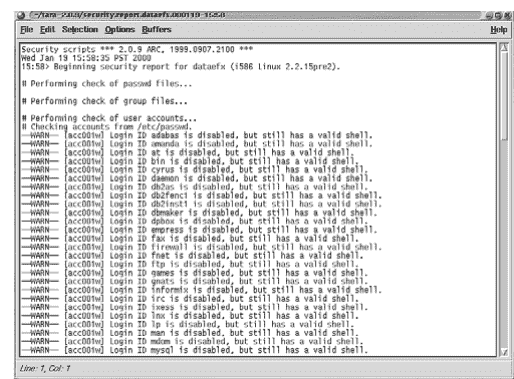 ~/tara-2.0.9/security.report.dataefx.000119-15:58
File Edit Selection Options Buffers Help
Security scripts *** 2.0.9 ARC, 1999.0907.2100 ***
Wed Jan 19 15:58:35 PST 2000
15:58> Beginning security report for dataefx (i586 Linux 2.2.15pre2).
# Performing check of passwd files...
# Performing check of group files...
# Performing check of user accounts...
# Checking accounts from /etc/passwd.
--WARN-- [acc001w] Login ID adabas is disabled, but still has a valid shell.
--WARN-- [acc001w] Login ID amanda is disabled, but still has a valid shell.
--WARN-- [acc001w] Login ID at is disabled, but still has a valid shell.
--WARN-- [acc001w] Login ID bin is disabled, but still has a valid shell.
--WARN-- [acc001w] Login ID cyrus is disabled, but still has a valid shell.
--WARN-- [acc001w] Login ID daemon is disabled, but still has a valid shell.
--WARN-- [acc001w] Login ID db2as is disabled, but still has a valid shell.
--WARN-- [acc001w] Login ID db2fenc1 is disabled, but still has a valid shell.
--WARN-- [acc001w] Login ID db2inst1 is disabled, but still has a valid shell.
--WARN-- [acc001w] Login ID dbmaker is disabled, but still has a valid shell.
--WARN-- [acc001w] Login ID dpbox is disabled, but still has a valid shell.
--WARN-- [acc001w] Login ID empress is disabled, but still has a valid shell.
--WARN-- [acc001w] Login ID fax is disabled, but still has a valid shell.
--WARN-- [acc001w] Login ID firewall is disabled, but still has a valid shell.
--WARN-- [acc001w] Login ID fnet is disabled, but still has a valid shell.
--WARN-- [acc001w] Login ID ftp is disabled, but still has a valid shell.
--WARN-- [acc001w] Login ID games is disabled, but still has a valid shell.
--WARN-- [acc001w] Login ID gnats is disabled, but still has a valid shell.
--WARN-- [acc001w] Login ID informix is disabled, but still has a valid shell.
--WARN-- [acc001w] Login ID irc is disabled, but still has a valid shell.
--WARN-- [acc001w] Login ID ixess is disabled, but still has a valid shell.
--WARN-- [acc001w] Login ID lnx is disabled, but still has a valid shell.
--WARN-- [acc001w] Login ID lp is disabled, but still has a valid shell.
--WARN-- [acc001w] Login ID man is disabled, but still has a valid shell.
--WARN-- [acc001w] Login ID mdom is disabled, but still has a valid shell.
--WARN-- [acc001w] Login ID mysql is disabled, but still has a valid shell.
Line: 1, Col: 1